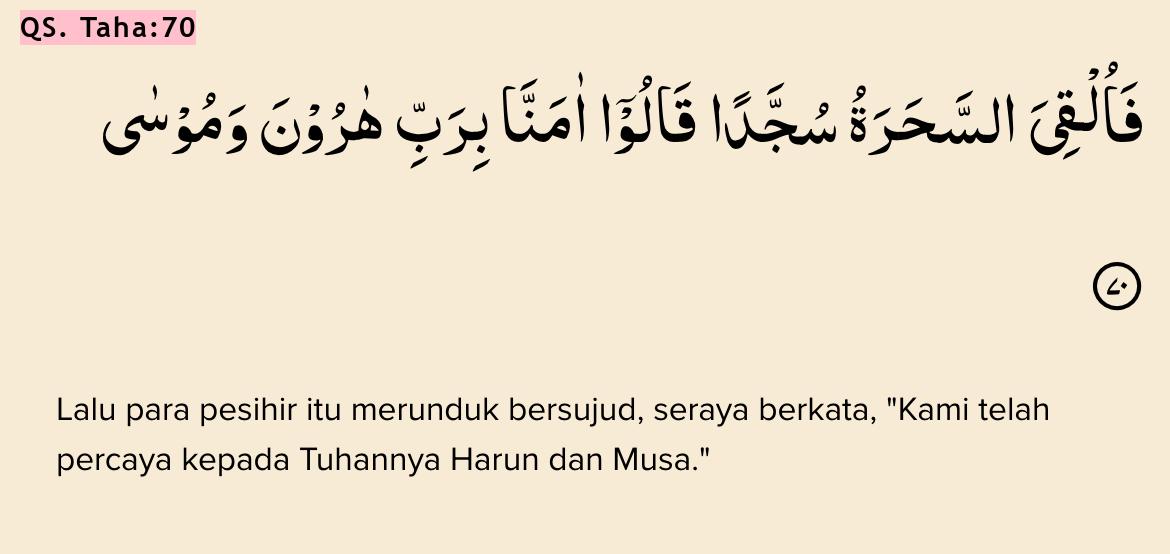 QS. Taha:70
فَاُلْقِيَ السَّحَرَةُ سُجَّدًا قَالُوْٓا اٰمَنَّا بِرَبِّ هٰرُوْنَ وَمُوْسٰى
٧٠
Lalu para pesihir itu merunduk bersujud, seraya berkata, "Kami telah
percaya kepada Tuhannya Harun dan Musa."